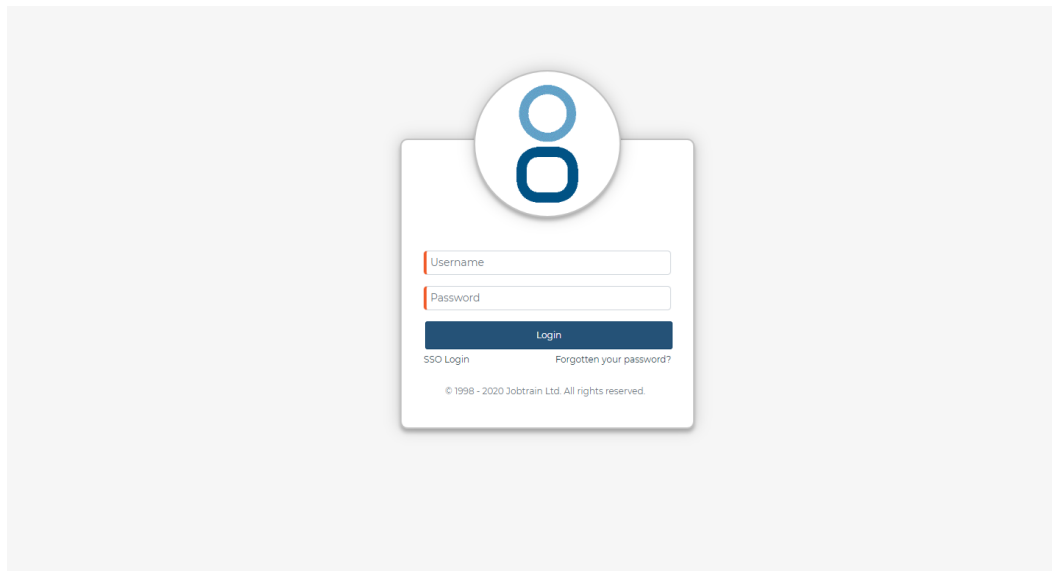 Username
Password
Login
SSO Login Forgotten your password?
© 1998 - 2020 Jobtrain Ltd. All rights reserved.